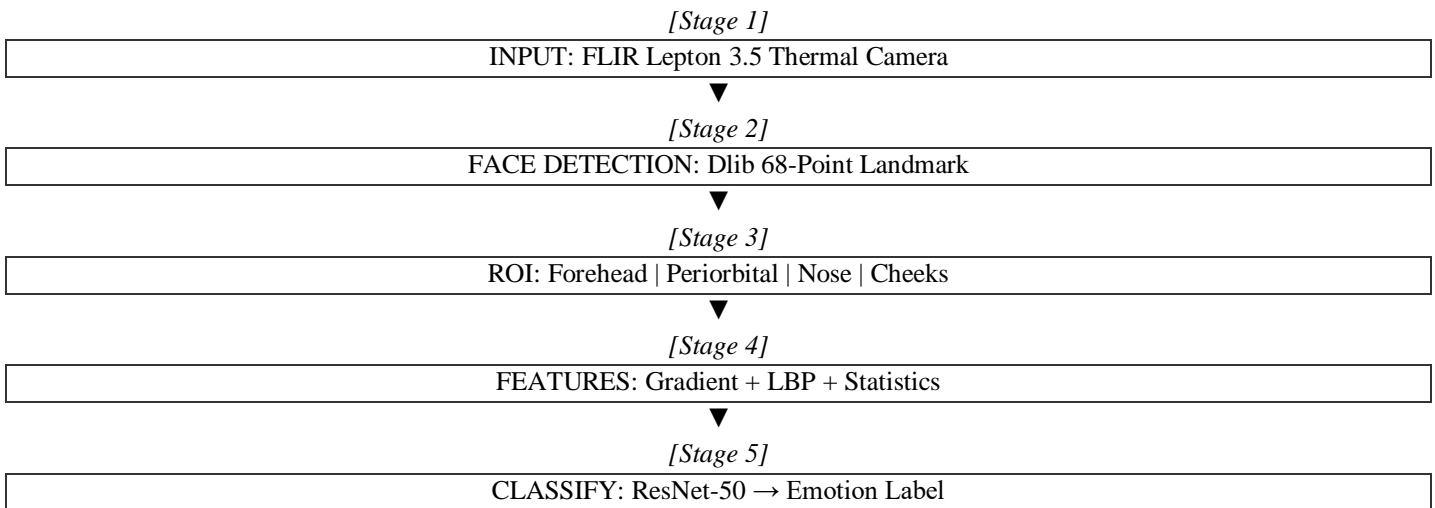 [Stage 1]
INPUT: FLIR Lepton 3.5 Thermal Camera
▼
[Stage 2]
FACE DETECTION: Dlib 68-Point Landmark
▼
[Stage 3]
ROI: Forehead | Periorbital | Nose | Cheeks
▼
[Stage 4]
FEATURES: Gradient + LBP + Statistics
▼
[Stage 5]
CLASSIFY: ResNet-50 → Emotion Label